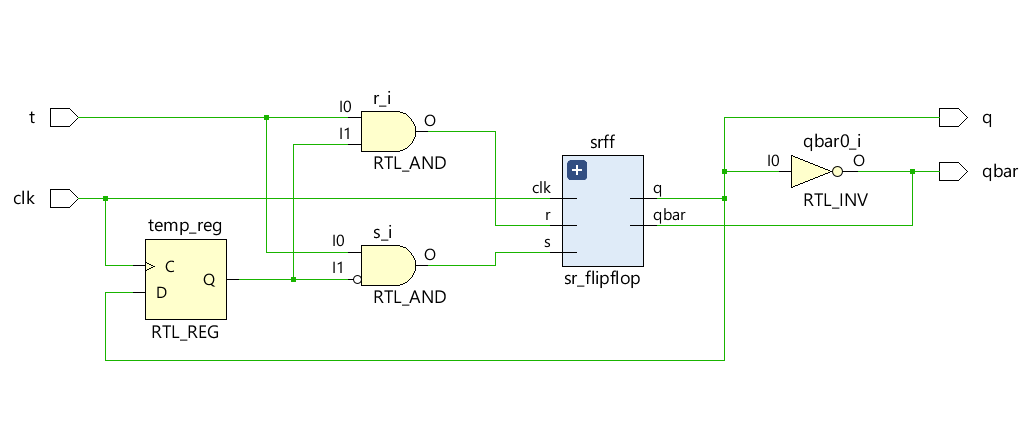 t
clk
r_i
I0
I1
O
RTL_AND
temp_reg
C
D
Q
RTL_REG
s_i
I0
I1
O
RTL_AND
srff
+
clk
r
s
q
qbar
sr_flipflop
qbar0_i
I0
O
RTL_INV
q
qbar